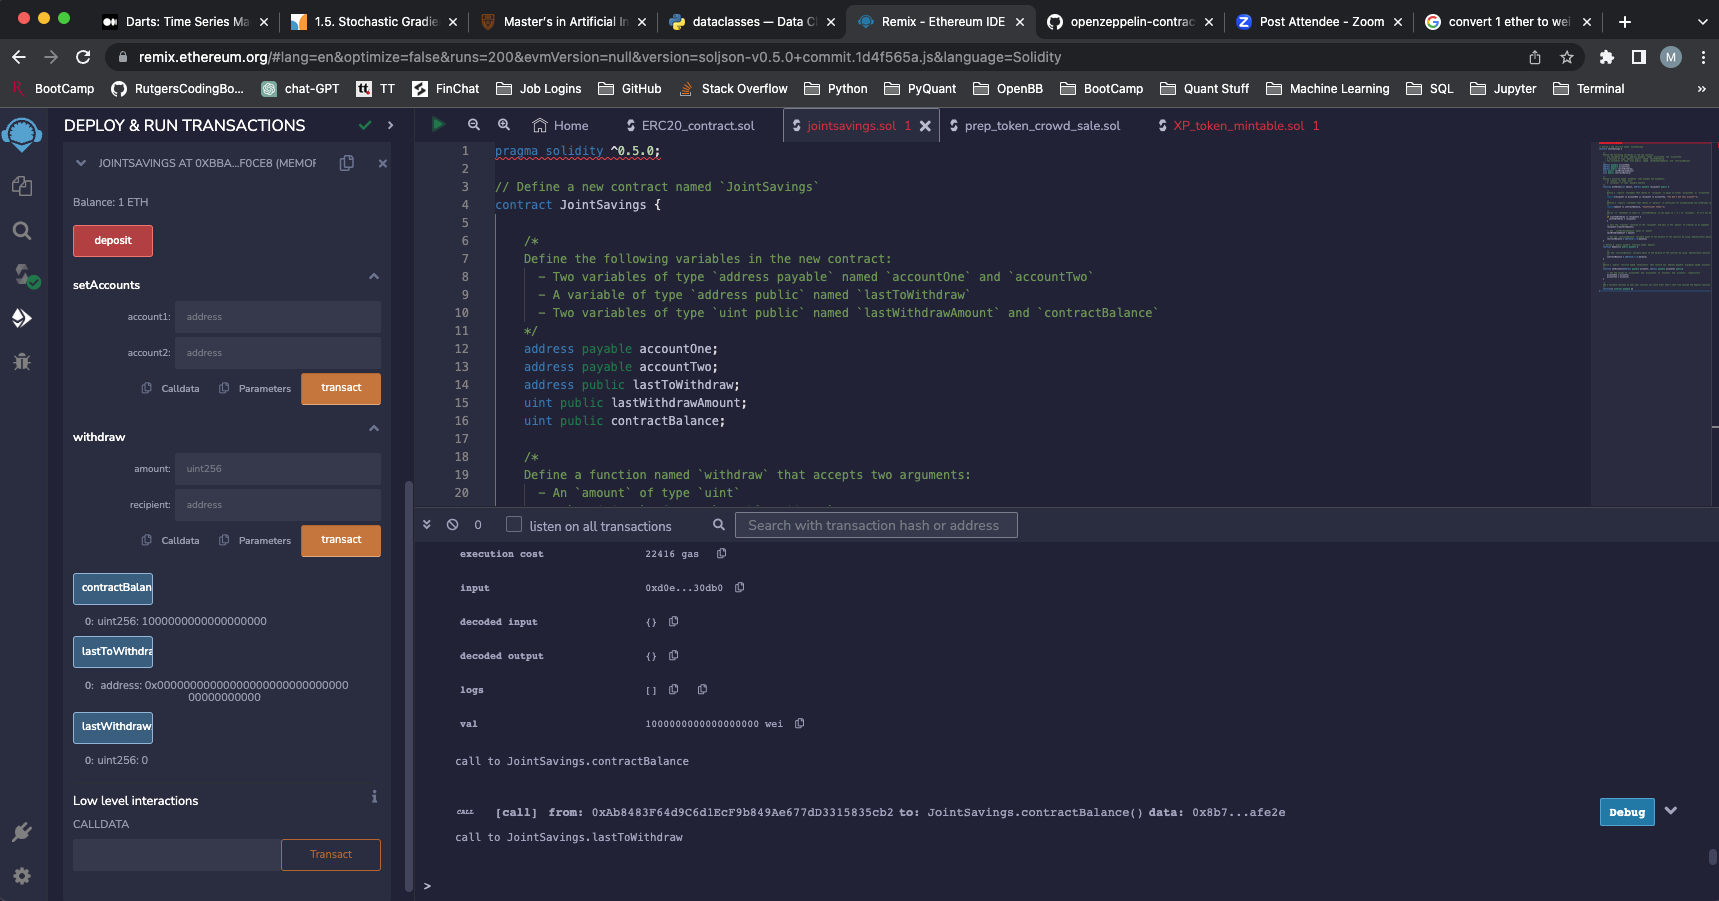 Darts: Time Series Ma
1.5. Stochastic Gradie
Master's in Artificial In
dataclasses — Data C
Remix - Ethereum IDE
openzeppelin-contrac
Post Attendee - Zoom
convert 1 ether to wei
remix.ethereum.org/#lang=en&optimize=false&runs=200&evmVersion=null&version=soljson-v0.5.0+commit.1d4f565a.js&language=Solidity
M
BootCamp
RutgersCodingBo...
chat-GPT
TT
FinChat
Job Logins
GitHub
Stack Overflow
Python
PyQuant
OpenBB
BootCamp
Quant Stuff
Machine Learning
SQL
Jupyter
Terminal
»
DEPLOY & RUN TRANSACTIONS
JOINTSAVINGS AT 0XBBA...F0CE8 (MEMOR
Balance: 1 ETH
deposit
setAccounts
account1: address
account2: address
Calldata Parameters transact
withdraw
amount: uint256
recipient: address
Calldata Parameters transact
contractBalan
0: uint256: 1000000000000000000
lastToWithdra
0: address: 0x00000000000000000000000000000
00000000000
lastWithdraw
0: uint256: 0
Low level interactions
CALLDATA
Transact
Home
ERC20_contract.sol
jointsavings.sol 1
prep_token_crowd_sale.sol
XP_token_mintable.sol 1
1 pragma solidity ^0.5.0;
2
3 // Define a new contract named `JointSavings`
4 contract JointSavings {
5
6 /*
7 Define the following variables in the new contract:
8 - Two variables of type `address payable` named `accountOne` and `accountTwo`
9 - A variable of type `address public` named `lastToWithdraw`
10 - Two variables of type `uint public` named `lastWithdrawAmount` and `contractBalance`
11 */
12 address payable accountOne;
13 address payable accountTwo;
14 address public lastToWithdraw;
15 uint public lastWithdrawAmount;
16 uint public contractBalance;
17
18 /*
19 Define a function named `withdraw` that accepts two arguments:
20 - An `amount` of type `uint`
0 listen on all transactions Search with transaction hash or address
execution cost 22416 gas
input 0xd0e...30db0
decoded input {}
decoded output {}
logs []
val 1000000000000000000 wei
call to JointSavings.contractBalance
CALL [call] from: 0xAb8483F64d9C6d1EcF9b849Ae677dD3315835cb2 to: JointSavings.contractBalance() data: 0x8b7...afe2e
Debug
call to JointSavings.lastToWithdraw
>